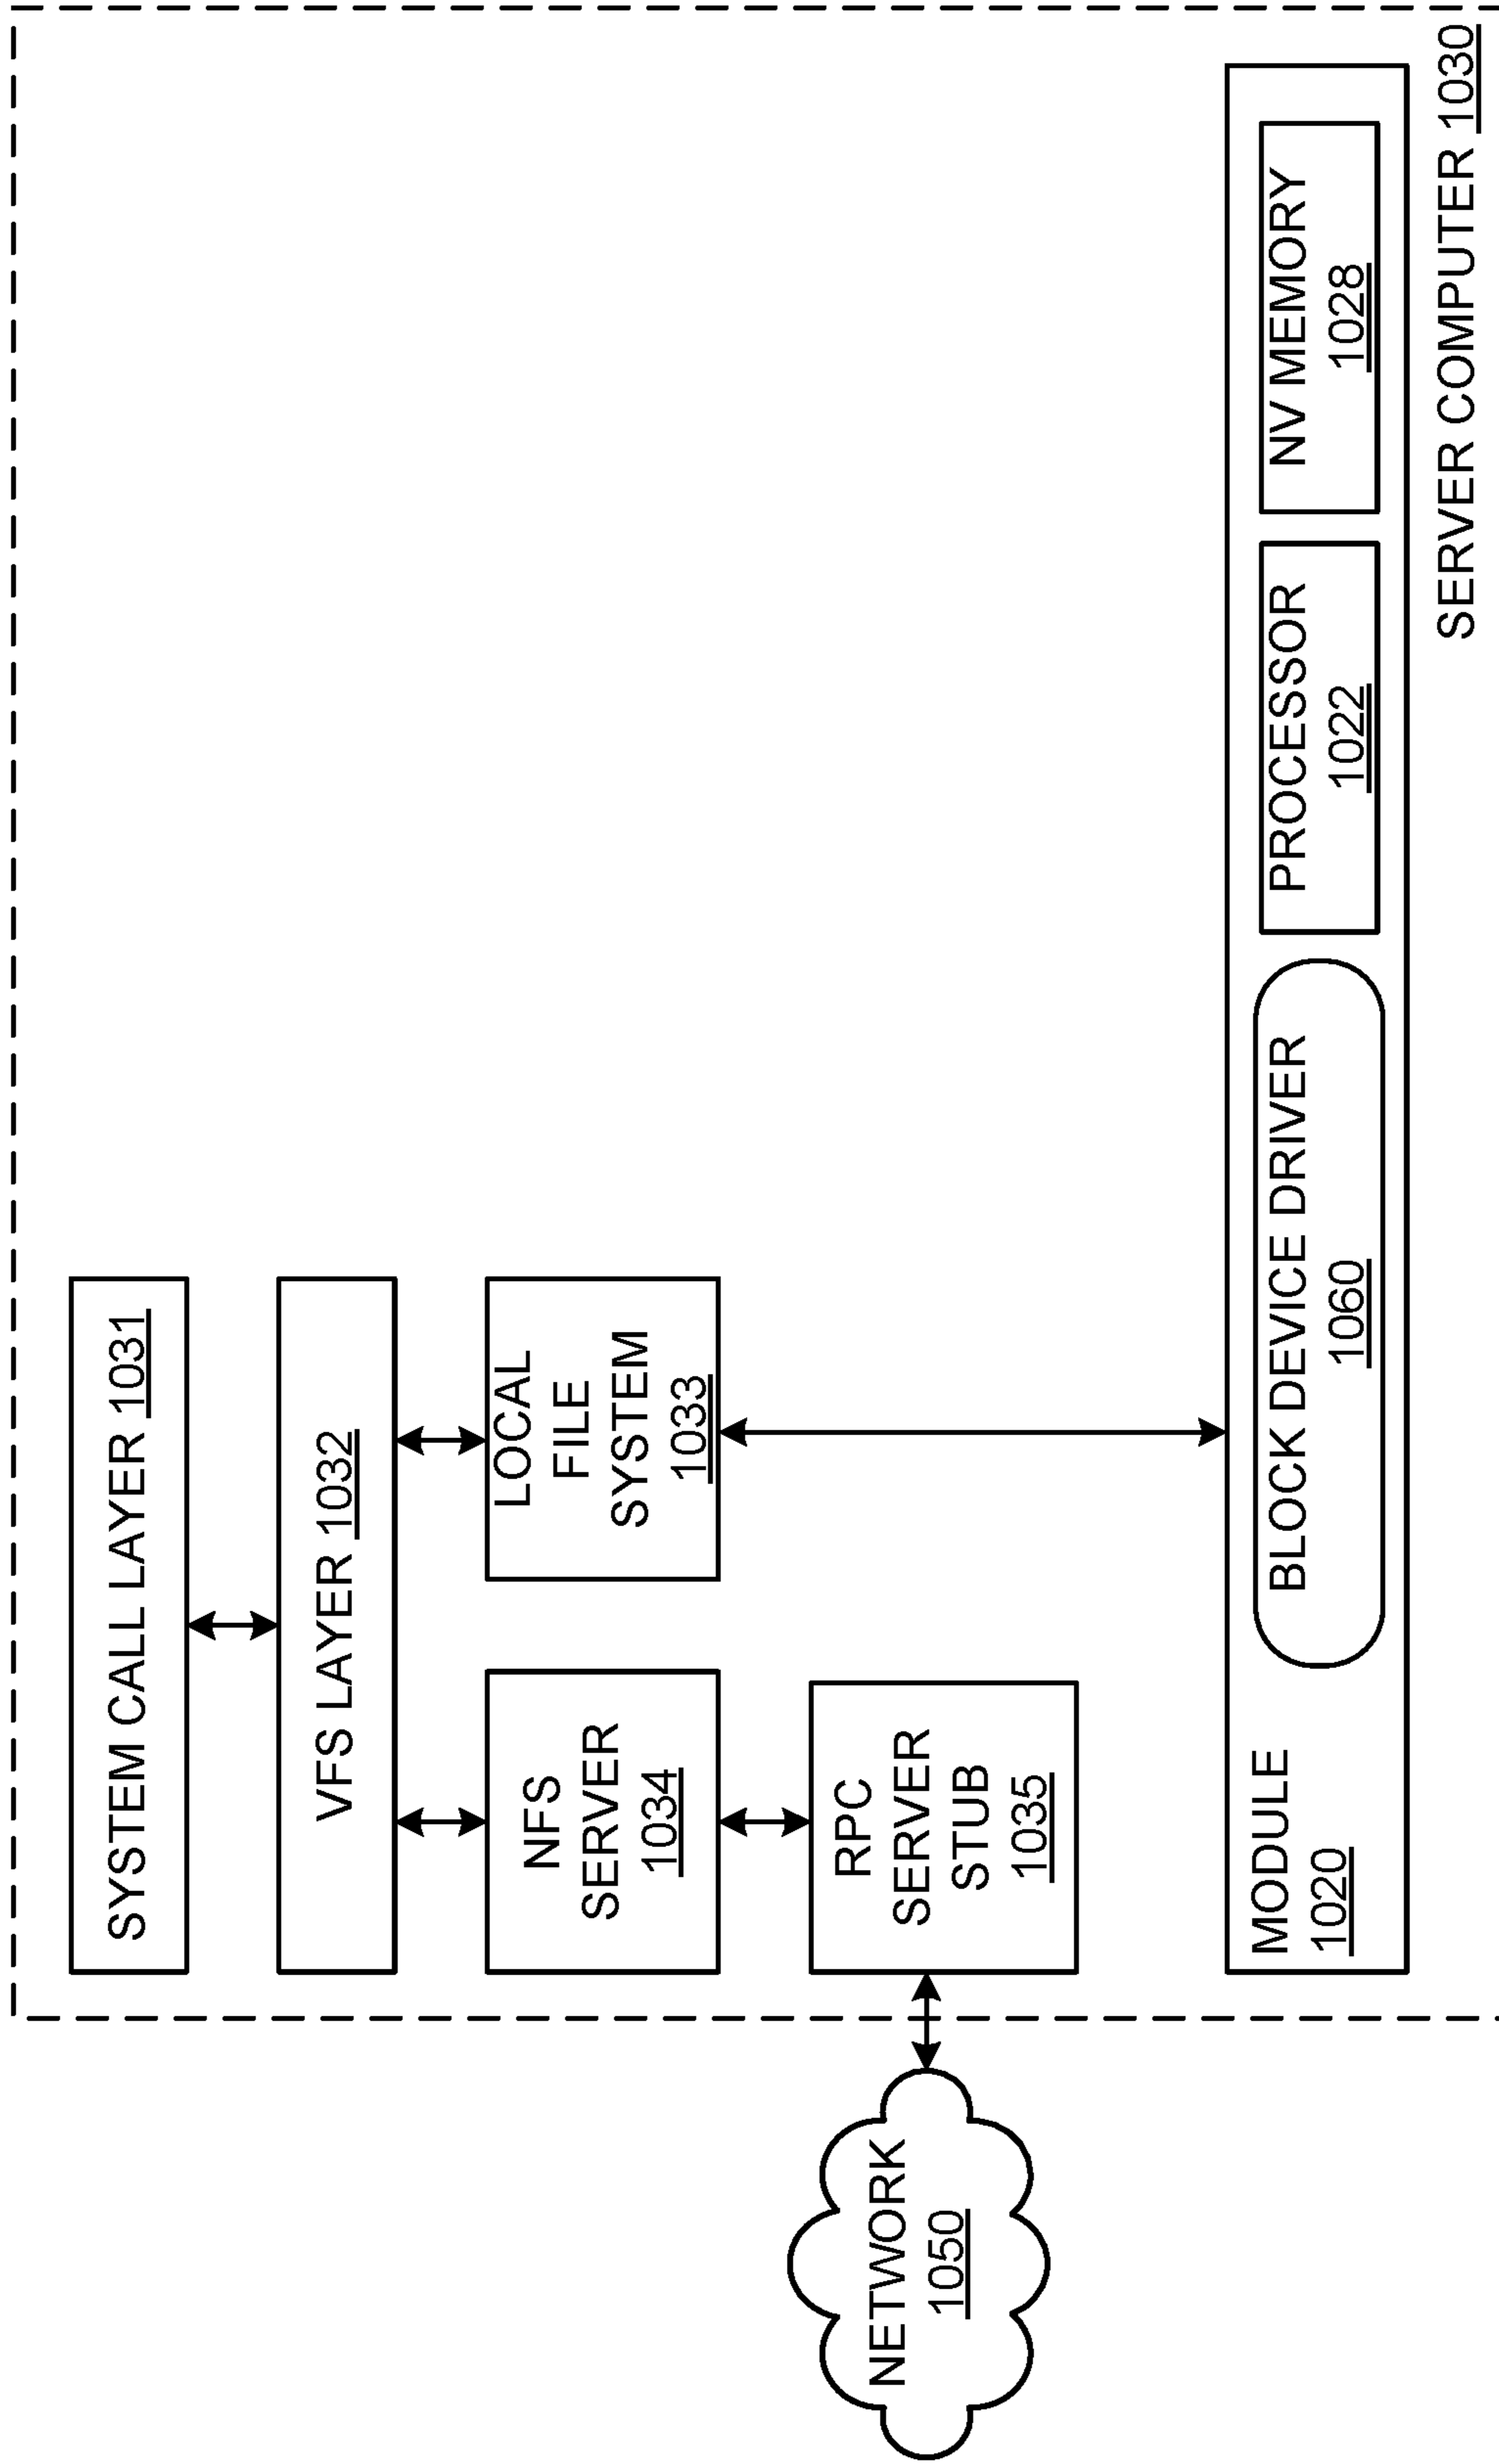 SYSTEM CALL LAYER 1031
VFS LAYER 1032
NFS
SERVER
1034
LOCAL
FILE
SYSTEM
1033
RPC
SERVER
STUB
1035
NETWORK
1050
MODULE
1020
BLOCK DEVICE DRIVER
1060
PROCESSOR
1022
NV MEMORY
1028
SERVER COMPUTER 1030